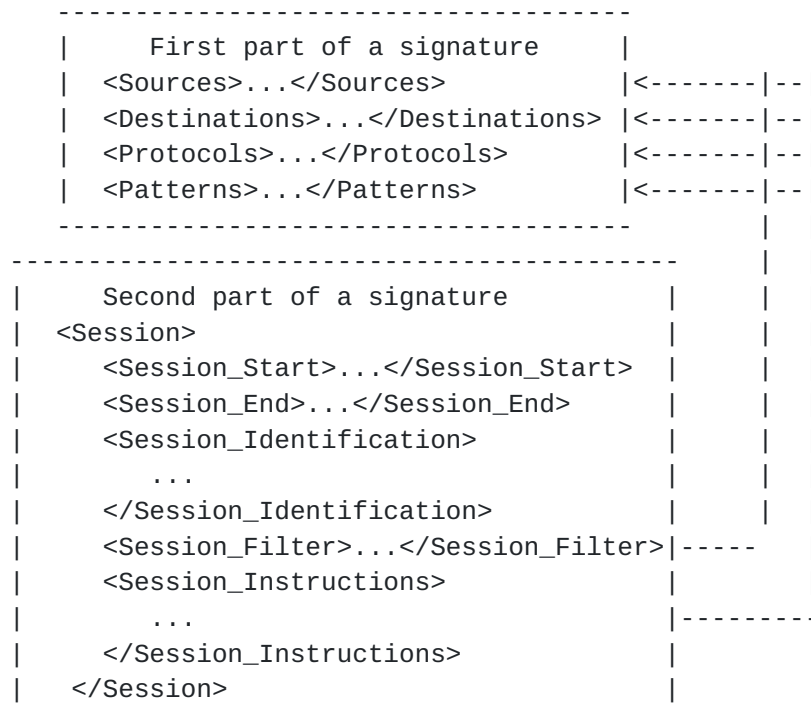 -------------------------------------
   |     First part of a signature     |
   |  <Sources>...</Sources>           |<-------|--
   |  <Destinations>...</Destinations> |<-------|--
   |  <Protocols>...</Protocols>       |<-------|--
   |  <Patterns>...</Patterns>         |<-------|--
   -------------------------------------        |
-------------------------------------------     |
|     Second part of a signature          |     |
|  <Session>                              |     |
|     <Session_Start>...</Session_Start>  |     |
|     <Session_End>...</Session_End>      |     |
|     <Session_Identification>            |     |
|        ...                              |     |
|     </Session_Identification>           |     |
|     <Session_Filter>...</Session_Filter>|-----
|     <Session_Instructions>              |
|        ...                              |---------
|     </Session_Instructions>             |
|   </Session>                            |